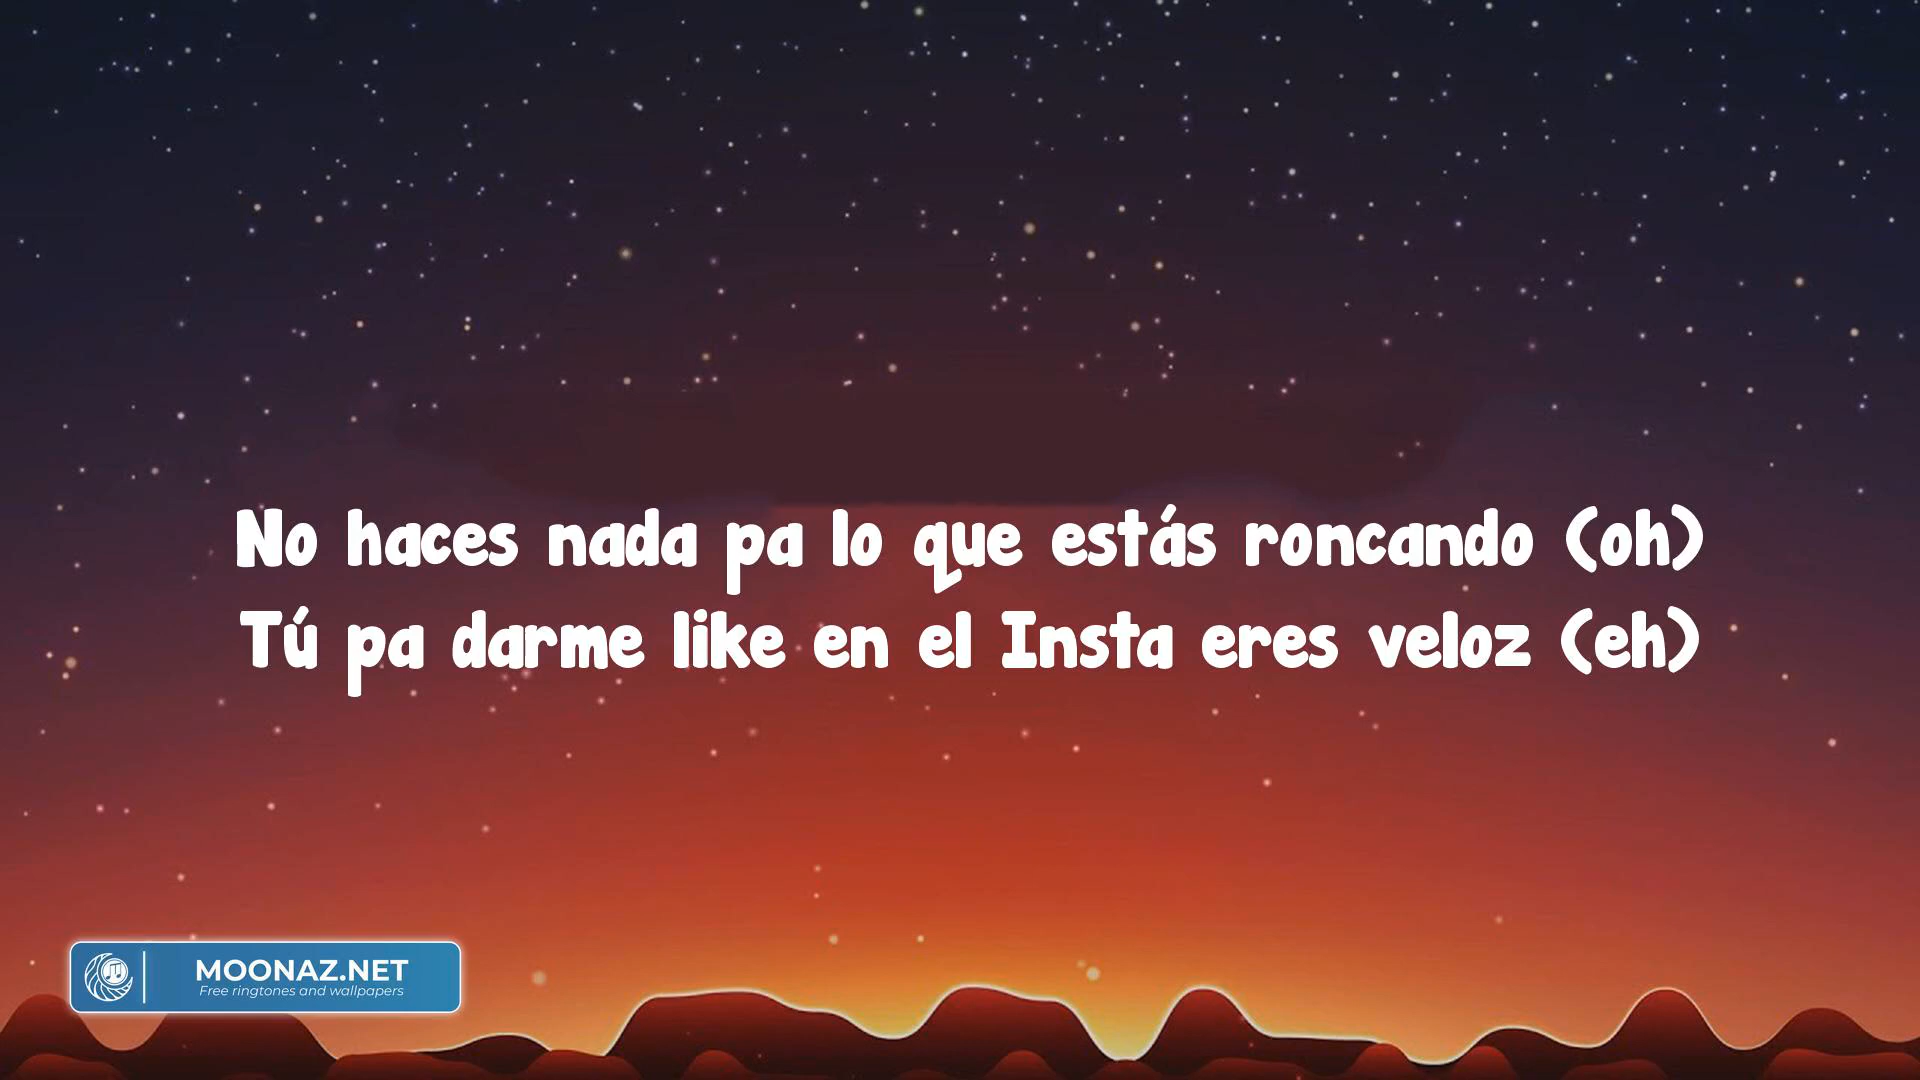 No haces nada pa lo que estás roncando (oh)
Tú pa darme like en el Insta eres veloz (eh)
MOONAZ.NET
Free ringtones and wallpapers